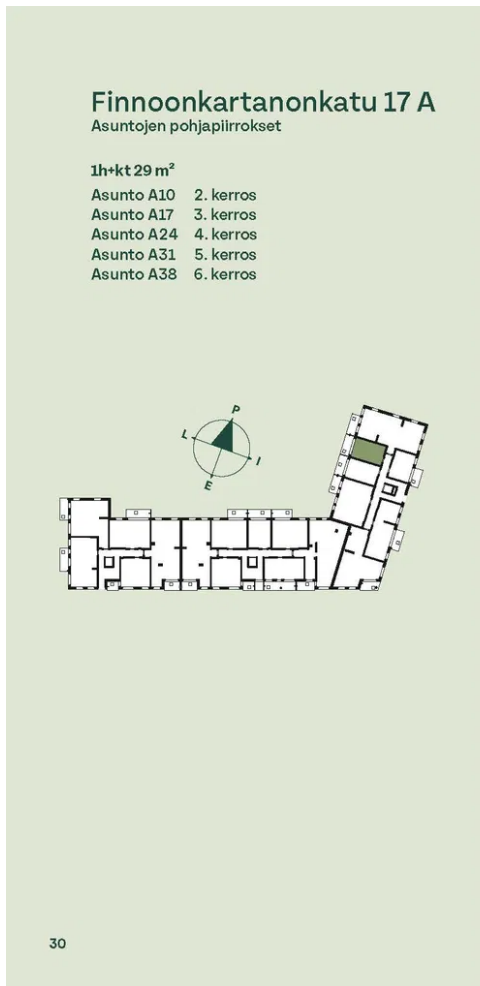 Finnoonkartanonkatu 17 A
Asuntojen pohjapiirrokset
1h+kt 29 m²
Asunto A10 2. kerros
Asunto A17 3. kerros
Asunto A24 4. kerros
Asunto A31 5. kerros
Asunto A38 6. kerros
P
L
I
E
30